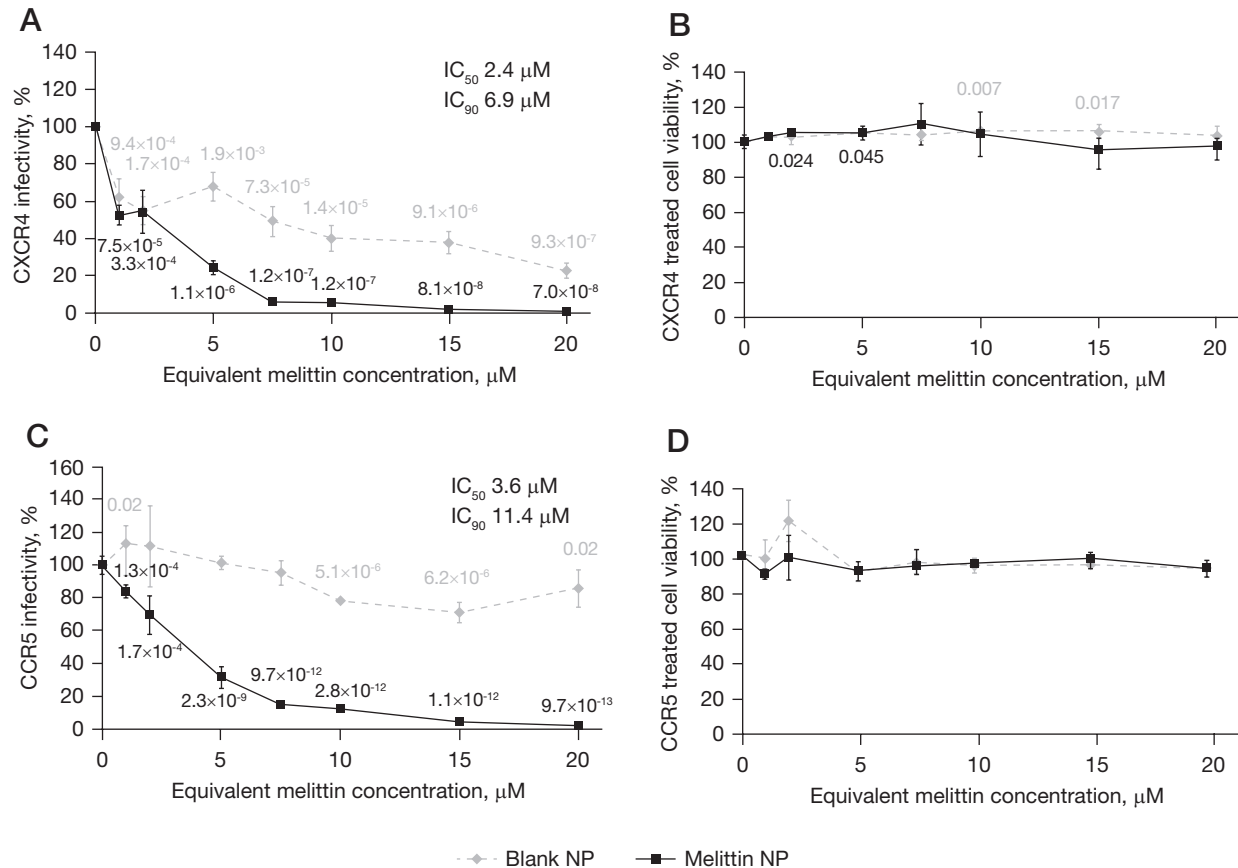 A
CXCR4 infectivity, %
140
120
100
80
60
40
20
0
IC50 2.4 μM
IC90 6.9 μM
9.4×10-4
1.7×10-4
1.9×10-3
7.3×10-5
1.4×10-5
9.1×10-6
9.3×10-7
7.5×10-5
3.3×10-4
1.1×10-6
1.2×10-7
1.2×10-7
8.1×10-8
7.0×10-8
0 5 10 15 20
Equivalent melittin concentration, μM
B
CXCR4 treated cell viability, %
140
120
100
80
60
40
20
0
0.007
0.017
0.024
0.045
0 5 10 15 20
Equivalent melittin concentration, μM
C
CCR5 infectivity, %
160
140
120
100
80
60
40
20
0
IC50 3.6 μM
IC90 11.4 μM
0.02
5.1×10-6
6.2×10-6
0.02
1.3×10-4
1.7×10-4
2.3×10-9
9.7×10-12
2.8×10-12
1.1×10-12
9.7×10-13
0 5 10 15 20
Equivalent melittin concentration, μM
D
CCR5 treated cell viability, %
140
120
100
80
60
40
20
0
0 5 10 15 20
Equivalent melittin concentration, μM
Blank NP Melittin NP